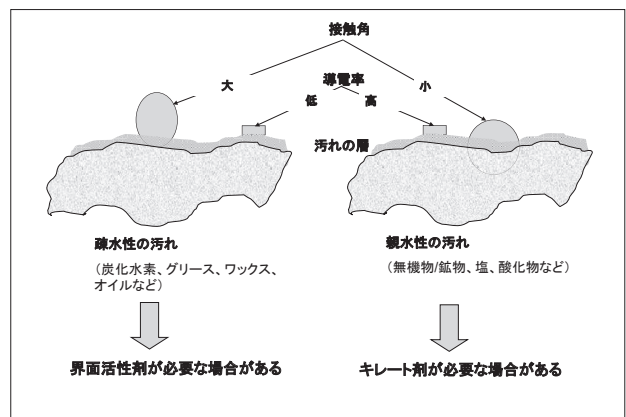 接触角
導電率
大
小
低
高
汚れの層
疎水性の汚れ
（炭化水素、グリース、ワックス、
オイルなど）
親水性の汚れ
（無機物/鉱物、塩、酸化物など）
界面活性剤が必要な場合がある
キレート剤が必要な場合がある